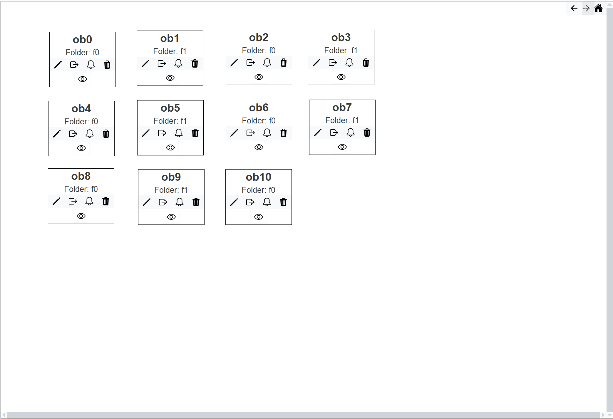 ob0
Folder: f0
ob1
Folder: f1
ob2
Folder: f0
ob3
Folder: f1
ob4
Folder: f0
ob5
Folder: f1
ob6
Folder: f0
ob7
Folder: f1
ob8
Folder: f0
ob9
Folder: f1
ob10
Folder: f0